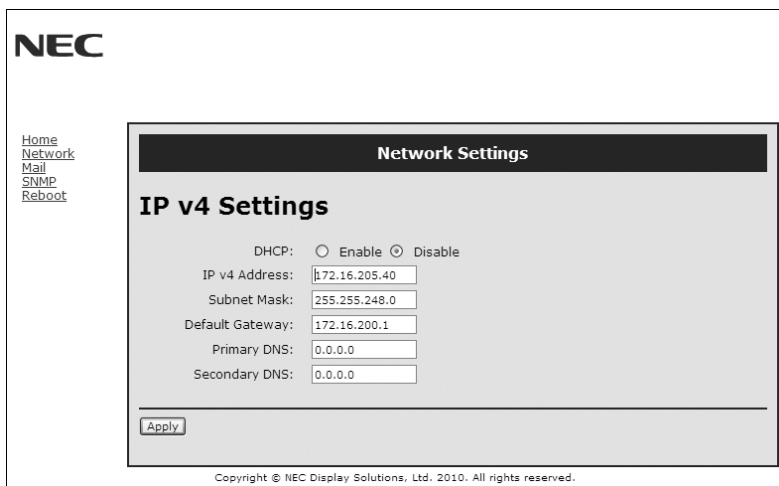 NEC
Home
Network
Mail
SNMP
Reboot
Network Settings
IP v4 Settings
DHCP: Enable Disable
IP v4 Address: 172.16.205.40
Subnet Mask: 255.255.248.0
Default Gateway: 172.16.200.1
Primary DNS: 0.0.0.0
Secondary DNS: 0.0.0.0
Apply
Copyright © NEC Display Solutions, Ltd. 2010. All rights reserved.